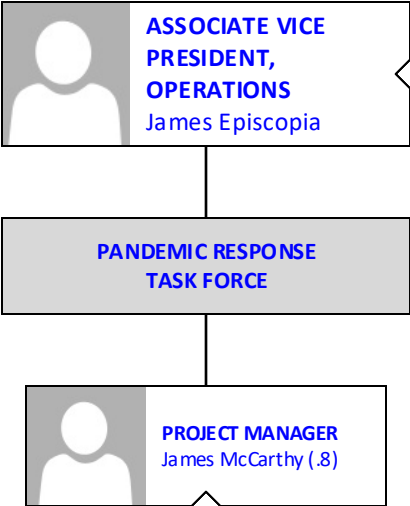 ASSOCIATE VICE
PRESIDENT,
OPERATIONS
James Episcopia
PANDEMIC RESPONSE
TASK FORCE
PROJECT MANAGER
James McCarthy (.8)